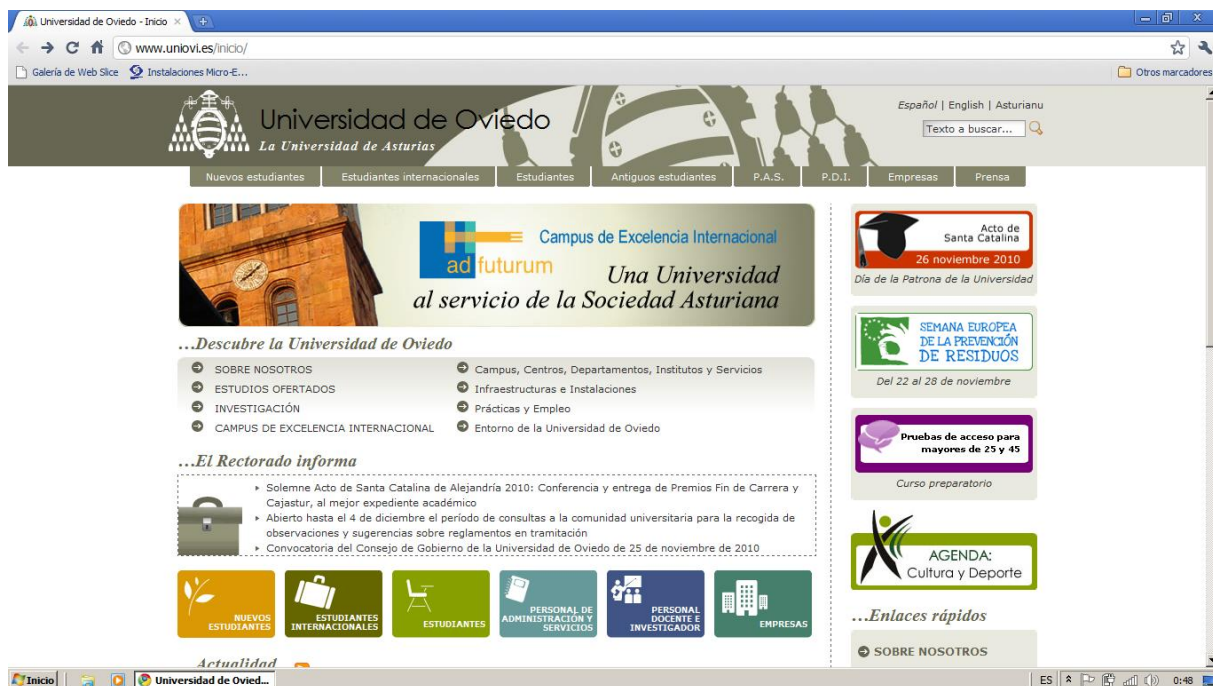 Universidad de Oviedo - Inicio
www.uniovi.es/inicio/
Galería de Web Slice
Instalaciones Micro-E...
Otros marcadores
Universidad de Oviedo
La Universidad de Asturias
Español | English | Asturianu
Texto a buscar...
Nuevos estudiantes
Estudiantes internacionales
Estudiantes
Antiguos estudiantes
P.A.S.
P.D.I.
Empresas
Prensa
Campus de Excelencia Internacional
ad futurum
Una Universidad
al servicio de la Sociedad Asturiana
...Descubre la Universidad de Oviedo
SOBRE NOSOTROS
ESTUDIOS OFERTADOS
INVESTIGACIÓN
CAMPUS DE EXCELENCIA INTERNACIONAL
Campus, Centros, Departamentos, Institutos y Servicios
Infraestructuras e Instalaciones
Prácticas y Empleo
Entorno de la Universidad de Oviedo
...El Rectorado informa
Solemne Acto de Santa Catalina de Alejandría 2010: Conferencia y entrega de Premios Fin de Carrera y
Cajastur, al mejor expediente académico
Abierto hasta el 4 de diciembre el período de consultas a la comunidad universitaria para la recogida de
observaciones y sugerencias sobre reglamentos en tramitación
Convocatoria del Consejo de Gobierno de la Universidad de Oviedo de 25 de noviembre de 2010
NUEVOS
ESTUDIANTES
ESTUDIANTES
INTERNACIONALES
ESTUDIANTES
PERSONAL DE
ADMINISTRACIÓN Y
SERVICIOS
PERSONAL
DOCENTE E
INVESTIGADOR
EMPRESAS
Actualidad
Acto de
Santa Catalina
26 noviembre 2010
Día de la Patrona de la Universidad
SEMANA EUROPEA
DE LA PREVENCIÓN
DE RESIDUOS
Del 22 al 28 de noviembre
Pruebas de acceso para
mayores de 25 y 45
Curso preparatorio
AGENDA:
Cultura y Deporte
...Enlaces rápidos
SOBRE NOSOTROS
Inicio
Universidad de Ovied...
ES
0:48